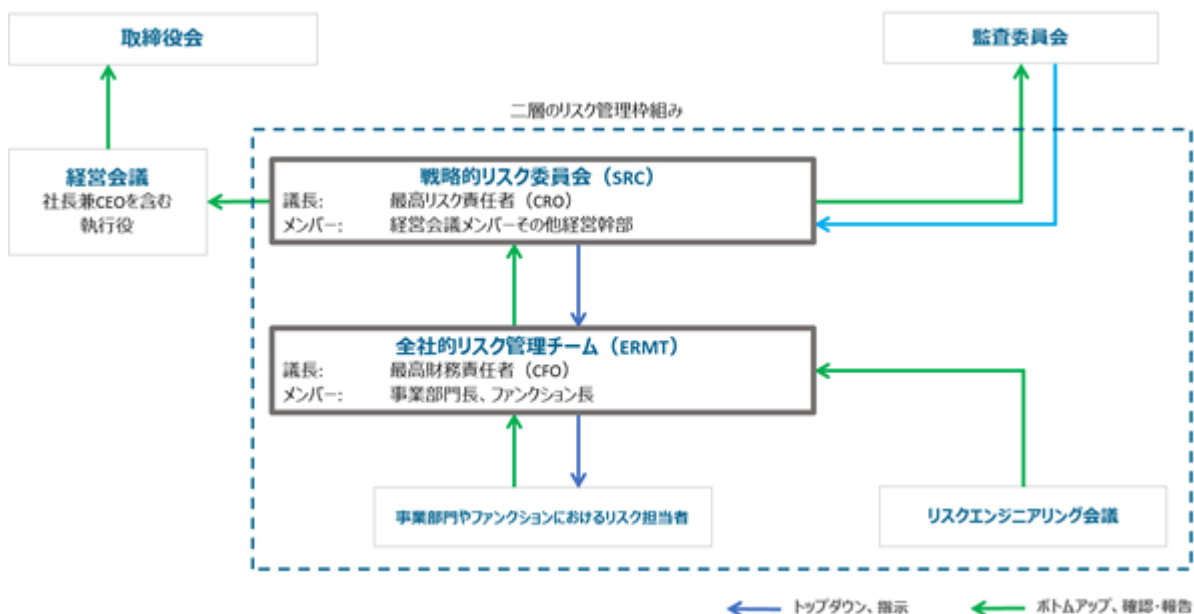 取締役会
監査委員会
二層のリスク管理枠組み
経営会議
社長兼CEOを含む
執行役
戦略的リスク委員会（SRC）
議長: 最高リスク責任者（CRO）
メンバー: 経営会議メンバーその他経営幹部
全社的リスク管理チーム（ERMT）
議長: 最高財務責任者（CFO）
メンバー: 事業部門長、ファンクション長
事業部門やファンクションにおけるリスク担当者
リスクエンジニアリング会議
トップダウン、指示
ボトムアップ、確認・報告